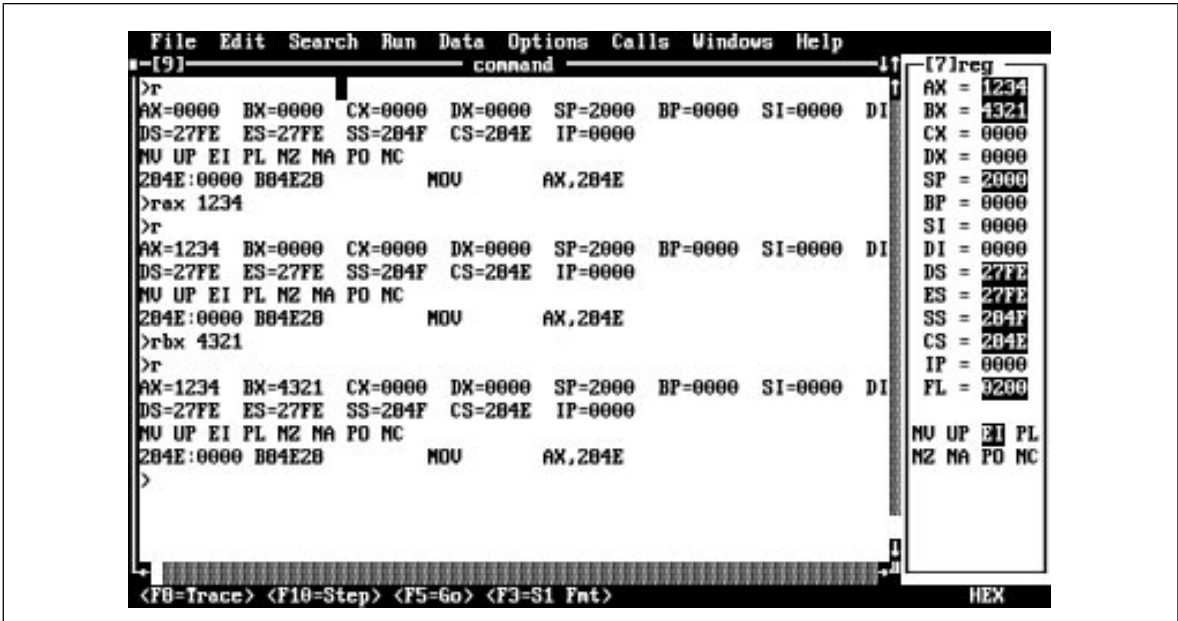 File Edit Search Run Data Options Calls Windows Help
[9] command
>r
AX=0000 BX=0000 CX=0000 DX=0000 SP=2000 BP=0000 SI=0000 DI
DS=27FE ES=27FE SS=284F CS=284E IP=0000
NV UP EI PL NZ NA PO NC
284E:0000 B84E28 MOV AX,284E
>rax 1234
>r
AX=1234 BX=0000 CX=0000 DX=0000 SP=2000 BP=0000 SI=0000 DI
DS=27FE ES=27FE SS=284F CS=284E IP=0000
NV UP EI PL NZ NA PO NC
284E:0000 B84E28 MOV AX,284E
>rbx 4321
>r
AX=1234 BX=4321 CX=0000 DX=0000 SP=2000 BP=0000 SI=0000 DI
DS=27FE ES=27FE SS=284F CS=284E IP=0000
NV UP EI PL NZ NA PO NC
284E:0000 B84E28 MOV AX,284E
>
[7]reg
AX = 1234
BX = 4321
CX = 0000
DX = 0000
SP = 2000
BP = 0000
SI = 0000
DI = 0000
DS = 27FE
ES = 27FE
SS = 284F
CS = 284E
IP = 0000
FL = 0200
NV UP EI PL
NZ NA PO NC
<F8=Trace> <F10=Step> <F5=Go> <F3=S1 Fmt> HEX